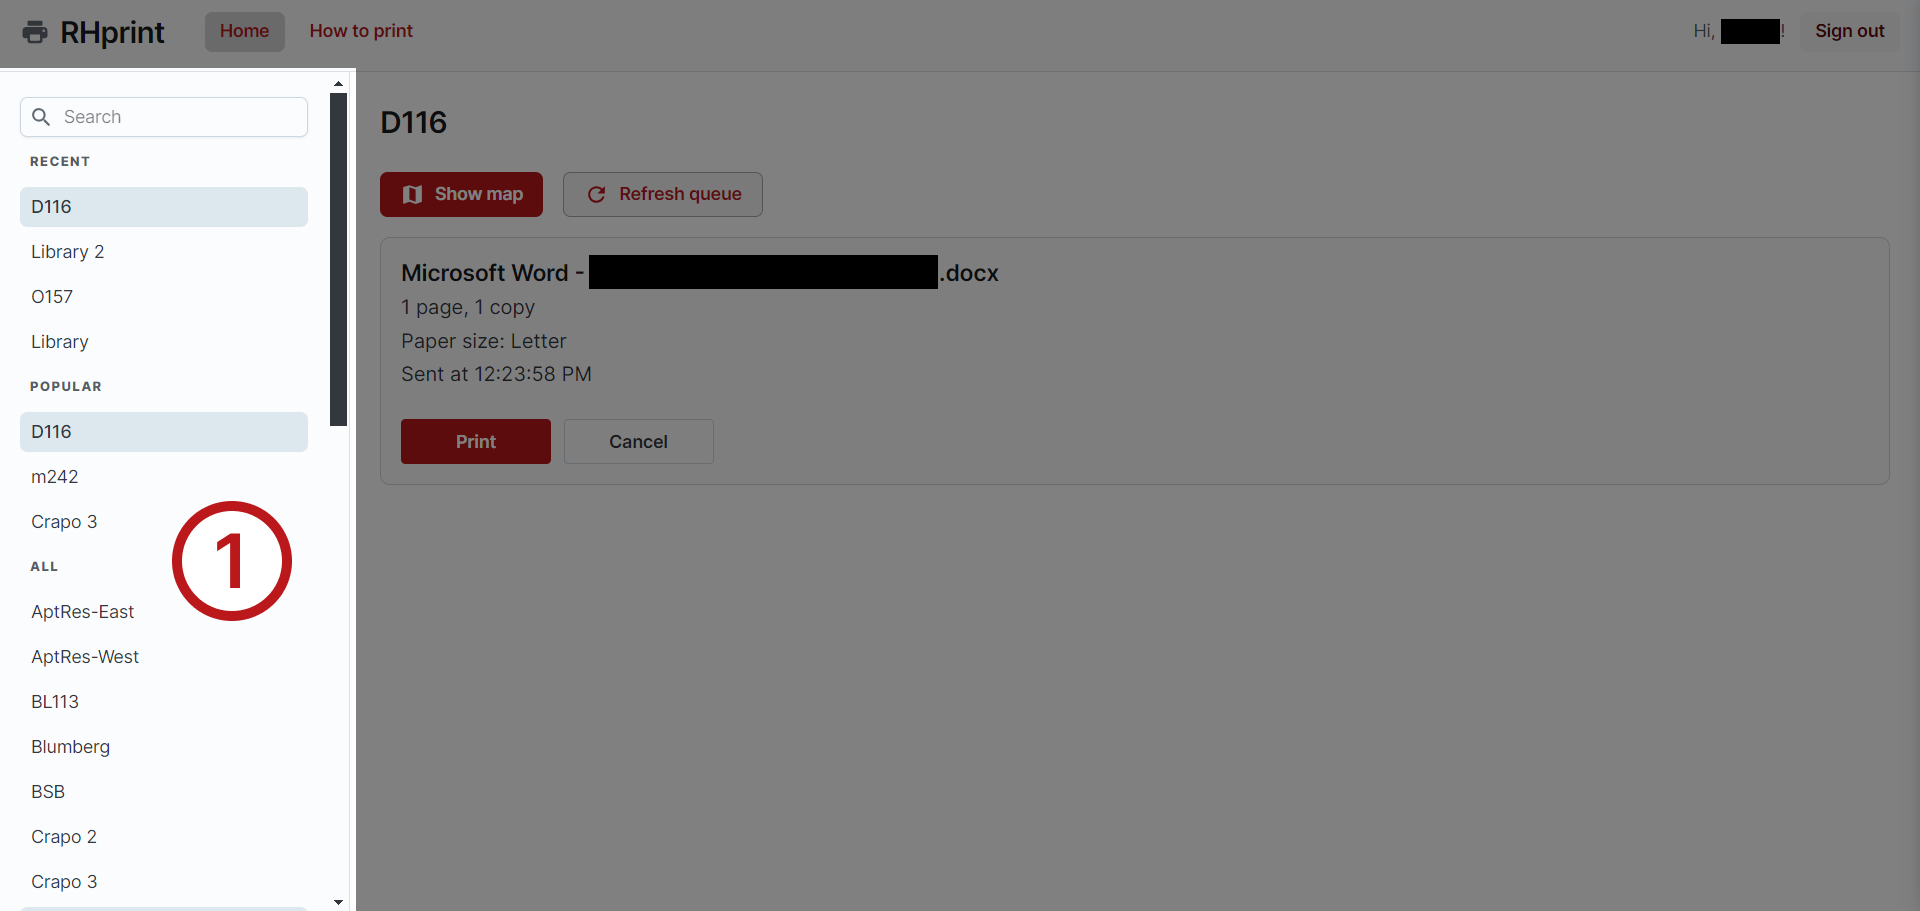 RHprint
Home
How to print
Hi, !
Sign out
Search
RECENT
D116
Library 2
O157
Library
POPULAR
D116
m242
Crapo 3
ALL
AptRes-East
AptRes-West
BL113
Blumberg
BSB
Crapo 2
Crapo 3
1
D116
Show map
Refresh queue
Microsoft Word - .docx
1 page, 1 copy
Paper size: Letter
Sent at 12:23:58 PM
Print
Cancel